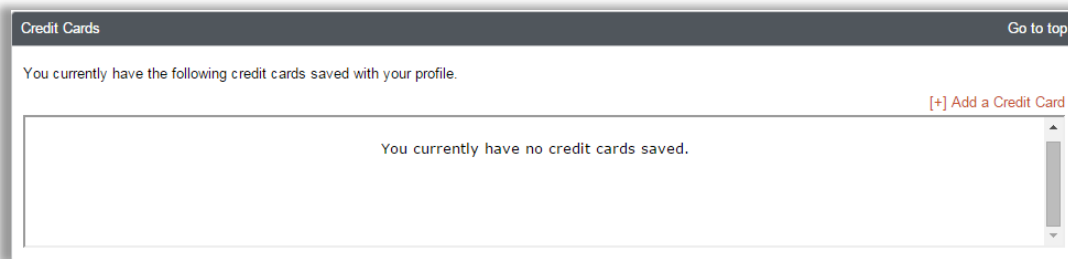 Credit Cards Go to top
You currently have the following credit cards saved with your profile.
[+] Add a Credit Card
You currently have no credit cards saved.